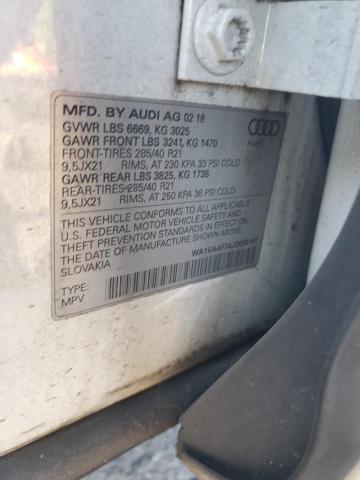 MFD. BY AUDI AG 02 18
GVWR LBS 6669, KG 3025
GAWR FRONT LBS 3241, KG 1470
FRONT-TIRES 285/40 R21
9,5JX21 RIMS, AT 230 KPA 33 PSI COLD
GAWR REAR LBS 3825, KG 1735
REAR-TIRES 285/40 R21
9,5JX21 RIMS, AT 250 KPA 36 PSI COLD
THIS VEHICLE CONFORMS TO ALL APPLICABLE
U.S. FEDERAL MOTOR VEHICLE SAFETY AND
THEFT PREVENTION STANDARDS IN EFFECT ON THE
DATE OF MANUFACTURE SHOWN ABOVE.
SLOVAKIA
TYPE:
MPV